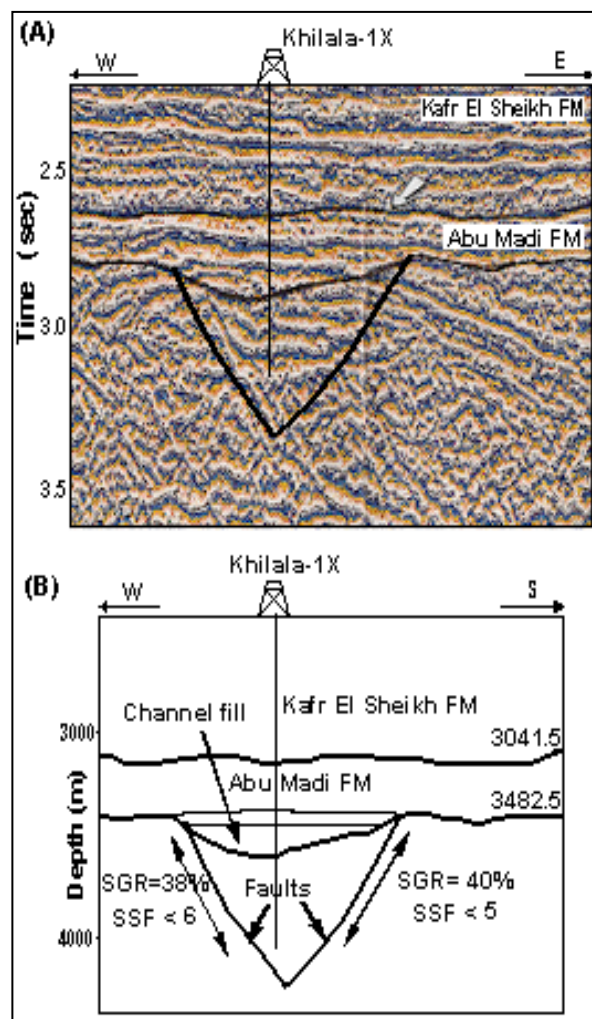 (A)
Khilala-1X
W
E
Kafr El Sheikh FM
2.5
Abu Madi FM
Time ( sec)
3.0
3.5
Khilala-1X
(B)
W
S
Channel fill
Kafr El Sheikh FM
3000
3041.5
Abu Madi FM
3482.5
Depth (m)
SGR=38%
SSF < 6
Faults
SGR= 40%
SSF < 5
4000